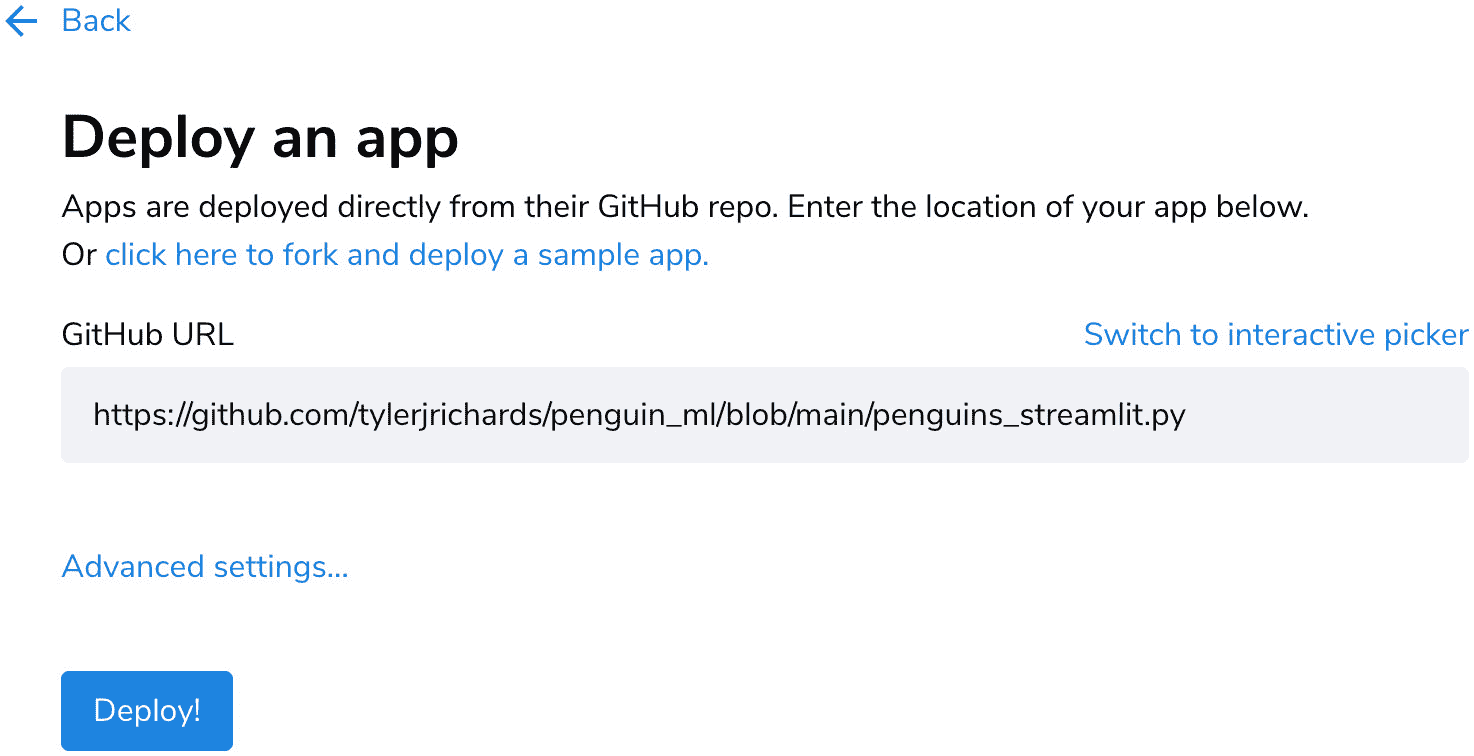 Back
Deploy an app
Apps are deployed directly from their GitHub repo. Enter the location of your app below.
Or click here to fork and deploy a sample app.
GitHub URL
Switch to interactive picker
https://github.com/tylerjrichards/penguin_ml/blob/main/penguins_streamlit.py
Advanced settings...
Deploy!